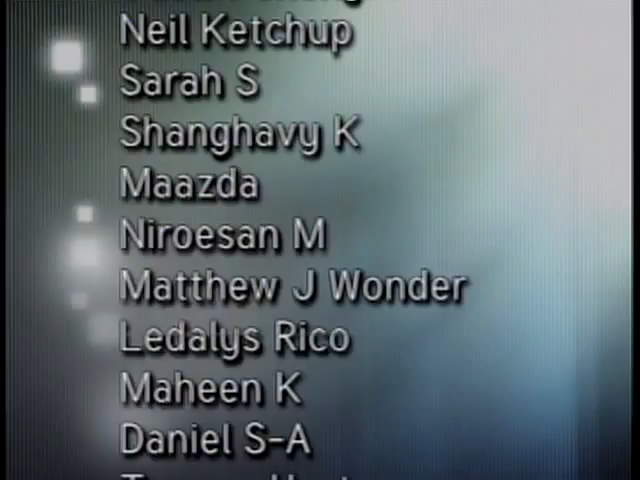 Neil Ketchup
Sarah S
Shanghavy K
Maazda
Niroesan M
Matthew J Wonder
Ledalys Rico
Maheen K
Daniel S-A